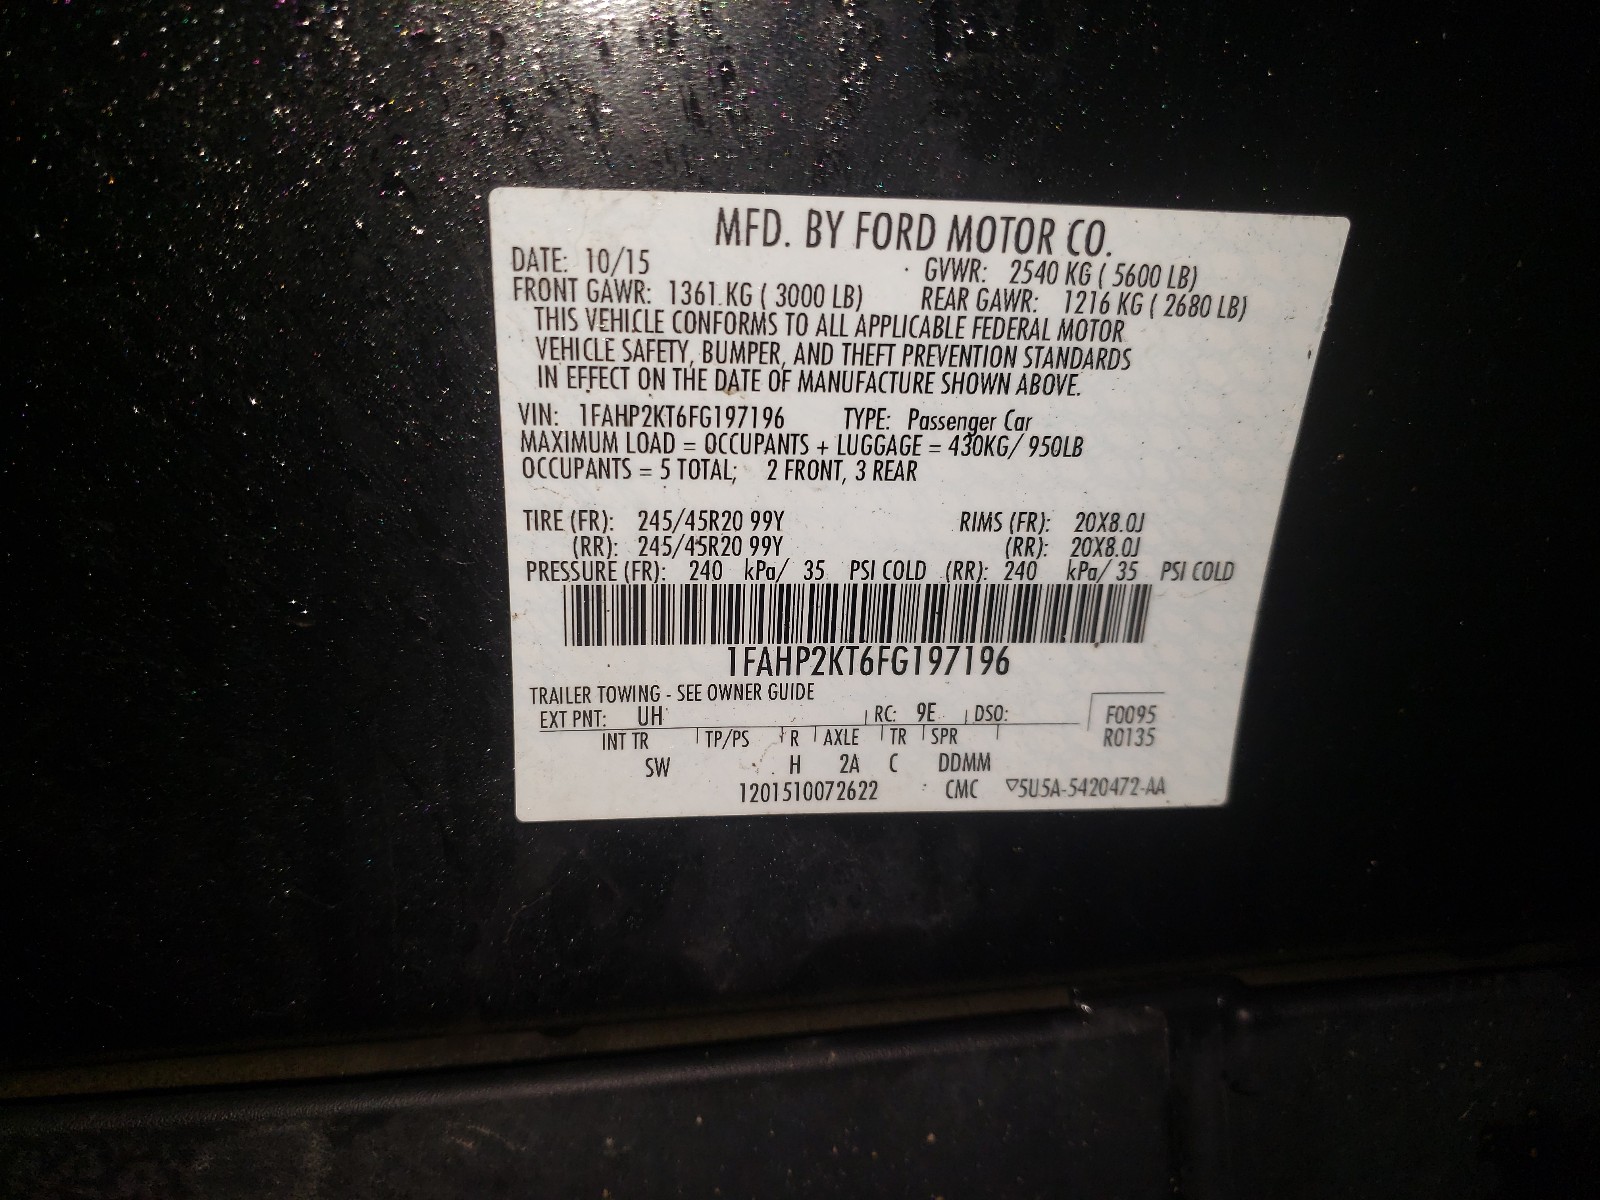 MFD. BY FORD MOTOR CO.
DATE: 10/15 GVWR: 2540 KG ( 5600 LB)
FRONT GAWR: 1361 KG ( 3000 LB) REAR GAWR: 1216 KG ( 2680 LB)
THIS VEHICLE CONFORMS TO ALL APPLICABLE FEDERAL MOTOR
VEHICLE SAFETY, BUMPER, AND THEFT PREVENTION STANDARDS
IN EFFECT ON THE DATE OF MANUFACTURE SHOWN ABOVE.
VIN: 1FAHP2KT6FG197196 TYPE: Passenger Car
MAXIMUM LOAD = OCCUPANTS + LUGGAGE = 430KG/ 950LB
OCCUPANTS = 5 TOTAL; 2 FRONT, 3 REAR
TIRE (FR): 245/45R20 99Y RIMS (FR): 20X8.0J
(RR): 245/45R20 99Y (RR): 20X8.0J
PRESSURE (FR): 240 kPa/ 35 PSI COLD (RR): 240 kPa/ 35 PSI COLD
1FAHP2KT6FG197196
TRAILER TOWING - SEE OWNER GUIDE
EXT PNT: UH RC: 9E DSO: F0095
INT TR TP/PS R AXLE TR SPR R0135
SW H 2A C DDMM
1201510072622 CMC ▽5U5A-5420472-AA